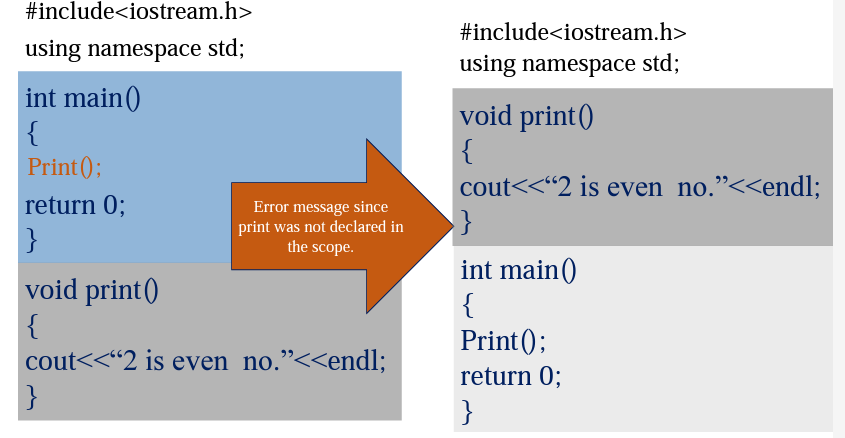 #include<iostream.h>
using namespace std;
int main()
{
Print();
return 0;
}
void print()
{
cout<<“2 is even  no.”<<endl;
}
Error message since
print was not declared in
the scope.
#include<iostream.h>
using namespace std;
void print()
{
cout<<“2 is even  no.”<<endl;
}
int main()
{
Print();
return 0;
}